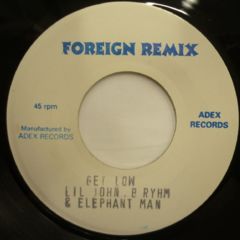 FOREIGN REMIX
45 rpm
ADEX
RECORDS
Manufactured by
ADEX RECORDS
GET LOW
LIL JOHN, B RYHM
& ELEPHANT MAN